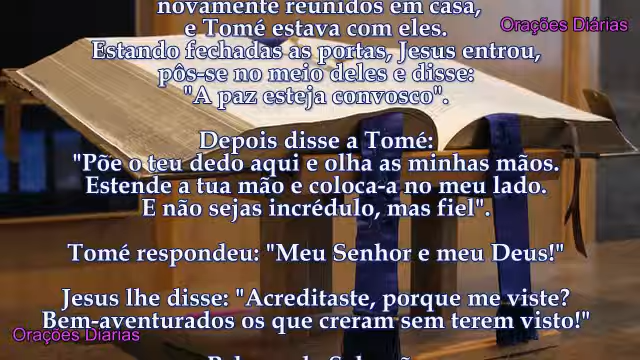 novamente reunidos em casa,
Orações Diárias
e Tomé estava com eles.
Estando fechadas as portas, Jesus entrou,
pôs-se no meio deles e disse:
"A paz esteja convosco".
Depois disse a Tomé:
"Põe o teu dedo aqui e olha as minhas mãos.
Estende a tua mão e coloca-a no meu lado.
E não sejas incrédulo, mas fiel".
Tomé respondeu: "Meu Senhor e meu Deus!"
Jesus lhe disse: "Acreditaste, porque me viste?
Bem-aventurados os que creram sem terem visto!"
Orações Diárias